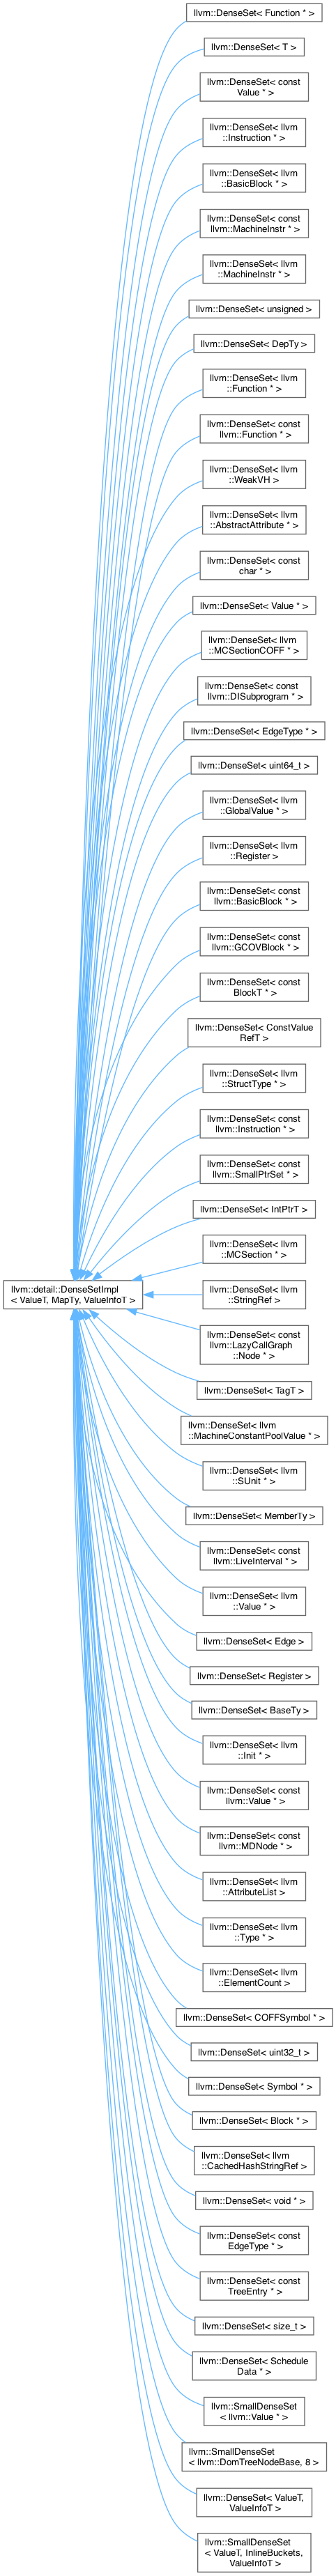 llvm::DenseSet< Function * >
llvm::DenseSet< T >
llvm::DenseSet< const
Value * >
llvm::DenseSet< llvm
::Instruction * >
llvm::DenseSet< llvm
::BasicBlock * >
llvm::DenseSet< const
llvm::MachineInstr * >
llvm::DenseSet< llvm
::MachineInstr * >
llvm::DenseSet< unsigned >
llvm::DenseSet< DepTy >
llvm::DenseSet< llvm
::Function * >
llvm::DenseSet< const
llvm::Function * >
llvm::DenseSet< llvm
::WeakVH >
llvm::DenseSet< llvm
::AbstractAttribute * >
llvm::DenseSet< const
char * >
llvm::DenseSet< Value * >
llvm::DenseSet< llvm
::MCSectionCOFF * >
llvm::DenseSet< const
llvm::DISubprogram * >
llvm::DenseSet< EdgeType * >
llvm::DenseSet< uint64_t >
llvm::DenseSet< llvm
::GlobalValue * >
llvm::DenseSet< llvm
::Register >
llvm::DenseSet< const
llvm::BasicBlock * >
llvm::DenseSet< const
llvm::GCOVBlock * >
llvm::DenseSet< const
BlockT * >
llvm::DenseSet< ConstValue
RefT >
llvm::DenseSet< llvm
::StructType * >
llvm::DenseSet< const
llvm::Instruction * >
llvm::DenseSet< const
llvm::SmallPtrSet * >
llvm::DenseSet< IntPtrT >
llvm::DenseSet< llvm
::MCSection * >
llvm::detail::DenseSetImpl
< ValueT, MapTy, ValueInfoT >
llvm::DenseSet< llvm
::StringRef >
llvm::DenseSet< const
llvm::LazyCallGraph
::Node * >
llvm::DenseSet< TagT >
llvm::DenseSet< llvm
::MachineConstantPoolValue * >
llvm::DenseSet< llvm
::SUnit * >
llvm::DenseSet< MemberTy >
llvm::DenseSet< const
llvm::LiveInterval * >
llvm::DenseSet< llvm
::Value * >
llvm::DenseSet< Edge >
llvm::DenseSet< Register >
llvm::DenseSet< BaseTy >
llvm::DenseSet< llvm
::Init * >
llvm::DenseSet< const
llvm::Value * >
llvm::DenseSet< const
llvm::MDNode * >
llvm::DenseSet< llvm
::AttributeList >
llvm::DenseSet< llvm
::Type * >
llvm::DenseSet< llvm
::ElementCount >
llvm::DenseSet< COFFSymbol * >
llvm::DenseSet< uint32_t >
llvm::DenseSet< Symbol * >
llvm::DenseSet< Block * >
llvm::DenseSet< llvm
::CachedHashStringRef >
llvm::DenseSet< void * >
llvm::DenseSet< const
EdgeType * >
llvm::DenseSet< const
TreeEntry * >
llvm::DenseSet< size_t >
llvm::DenseSet< Schedule
Data * >
llvm::SmallDenseSet
< llvm::Value * >
llvm::SmallDenseSet
< llvm::DomTreeNodeBase, 8 >
llvm::DenseSet< ValueT,
ValueInfoT >
llvm::SmallDenseSet
< ValueT, InlineBuckets,
ValueInfoT >